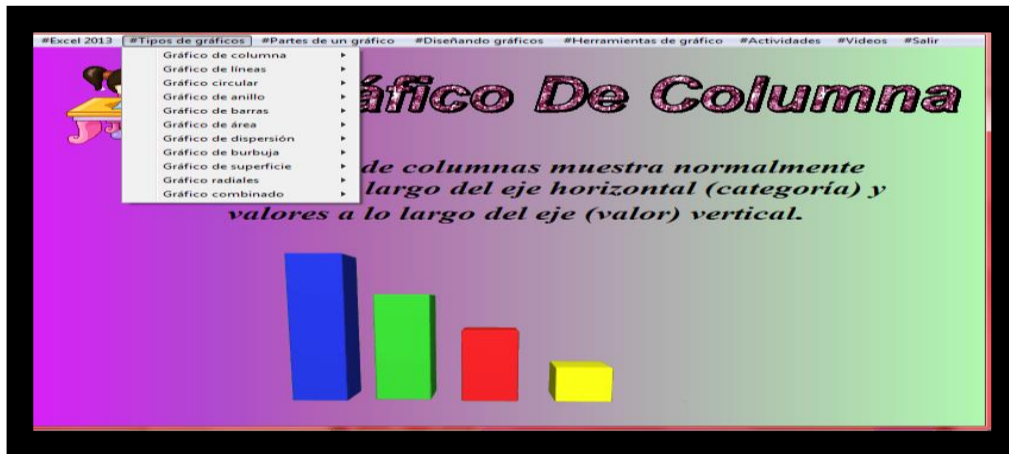 #Excel 2013 #Tipos de gráficos #Partes de un gráfico #Diseñando gráficos #Herramientas de gráfico #Actividades #Videos #Salir
Gráfico de columna
Gráfico de líneas
Gráfico circular
Gráfico de anillo
Gráfico de barras
Gráfico de área
Gráfico de dispersión
Gráfico de burbuja
Gráfico de superficie
Gráfico radiales
Gráfico combinado
áfico De Columna
de columnas muestra normalmente
largo del eje horizontal (categoría) y
valores a lo largo del eje (valor) vertical.